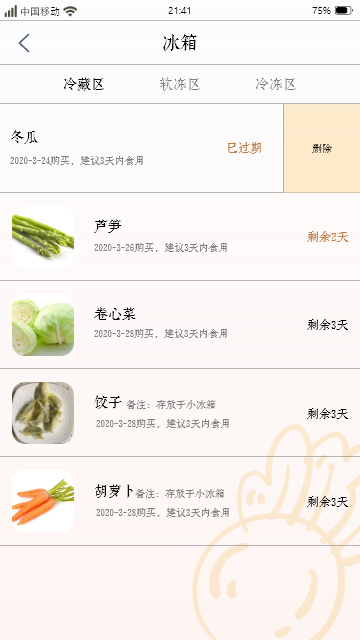 中国移动 21:41 75%
冰箱
冷藏区 软冻区 冷冻区
冬瓜
2020-3-24购买，建议3天内食用
已过期
删除
芦笋
2020-3-26购买，建议3天内食用
剩余2天
卷心菜
2020-3-28购买，建议3天内食用
剩余3天
饺子 备注：存放于小冰箱
2020-3-28购买，建议3天内食用
剩余3天
胡萝卜备注：存放于小冰箱
2020-3-28购买，建议3天内食用
剩余3天